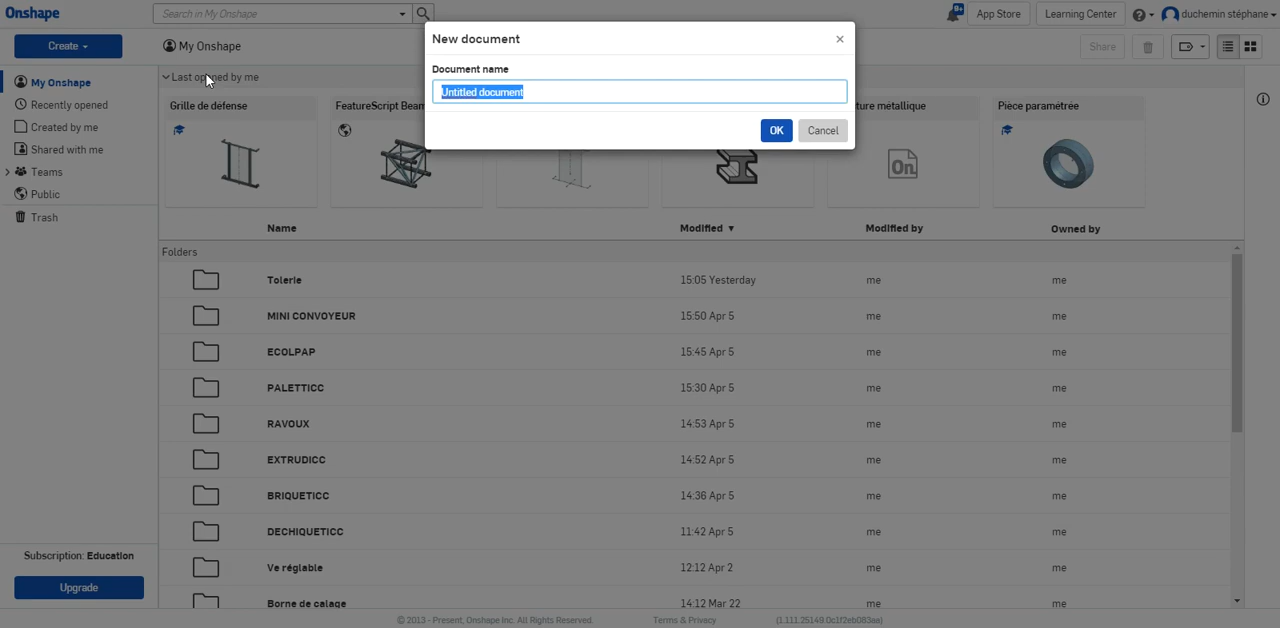 Onshape
Search in My Onshape
9+
App Store
Learning Center
duchemin stéphane
Create
My Onshape
Share
New document
Document name
Untitled document
OK
Cancel
My Onshape
Recently opened
Created by me
Shared with me
Teams
Public
Trash
Last opened by me
Grille de défense
FeatureScript Beam
ture métallique
Pièce paramétrée
On
Name
Modified ▼
Modified by
Owned by
Folders
Tolerie 15:05 Yesterday me me
MINI CONVOYEUR 15:50 Apr 5 me me
ECOLPAP 15:45 Apr 5 me me
PALETTICC 15:30 Apr 5 me me
RAVOUX 14:53 Apr 5 me me
EXTRUDICC 14:52 Apr 5 me me
BRIQUETICC 14:36 Apr 5 me me
DECHIQUETICC 11:42 Apr 5 me me
Ve réglable 12:12 Apr 2 me me
Borne de calage 14:12 Mar 22 me me
Subscription: Education
Upgrade
© 2013 - Present, Onshape Inc. All Rights Reserved.
Terms & Privacy
(1.111.25149.0c1f2eb083aa)